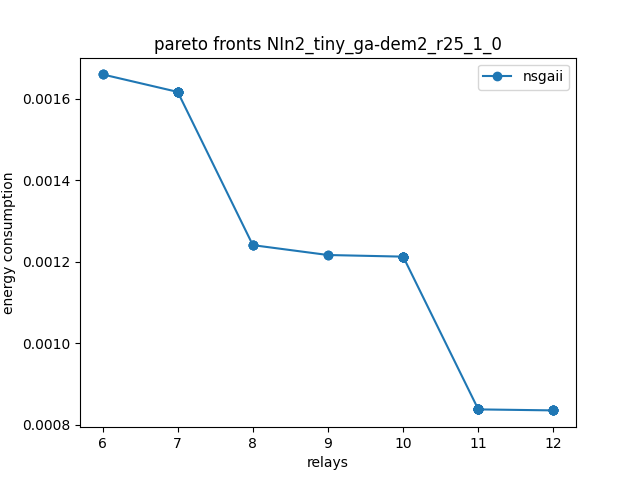 pareto fronts NIn2_tiny_ga-dem2_r25_1_0
nsgaii
energy consumption
0.0016
0.0014
0.0012
0.0010
0.0008
6 7 8 9 10 11 12
relays